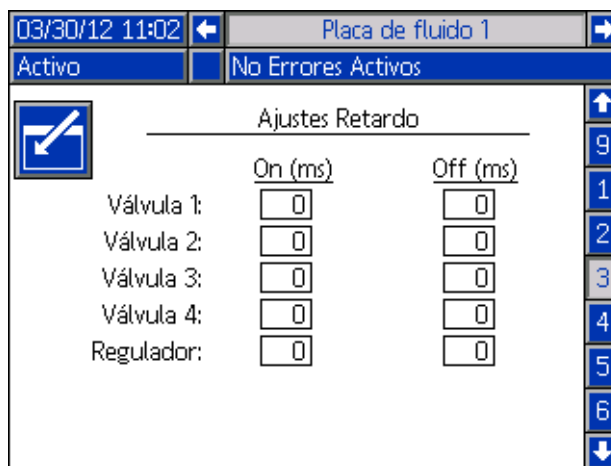 03/30/12 11:02 Placa de fluido 1
Activo No Errores Activos
Ajustes Retardo
On (ms) Off (ms)
Válvula 1: 0 0
Válvula 2: 0 0
Válvula 3: 0 0
Válvula 4: 0 0
Regulador: 0 0
9
1
2
3
4
5
6